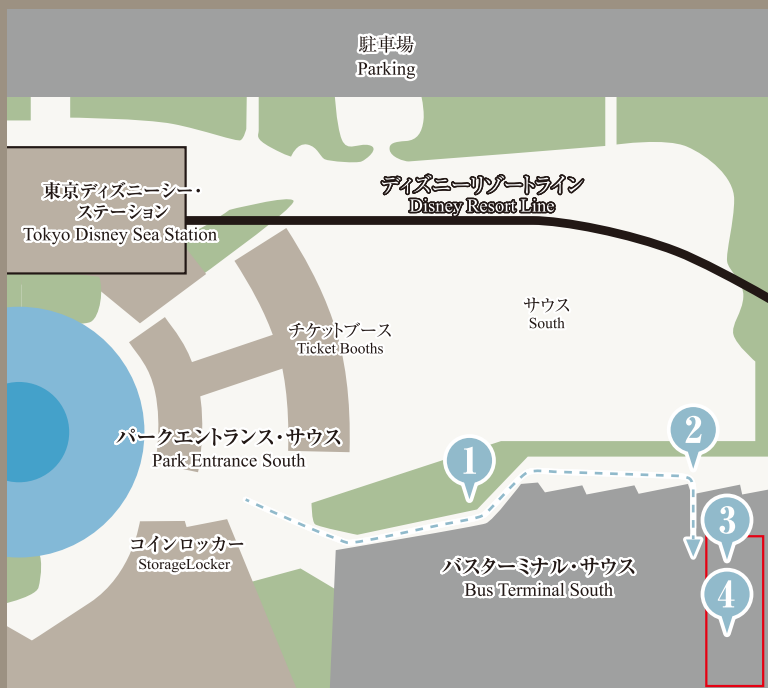 駐車場
Parking
東京ディズニーシー・
ステーション
Tokyo Disney Sea Station
ディズニーリゾートライン
Disney Resort Line
サウス
South
チケットブース
Ticket Booths
パークエントランス・サウス
Park Entrance South
1
2
3
コインロッカー
StorageLocker
バスターミナル・サウス
Bus Terminal South
4